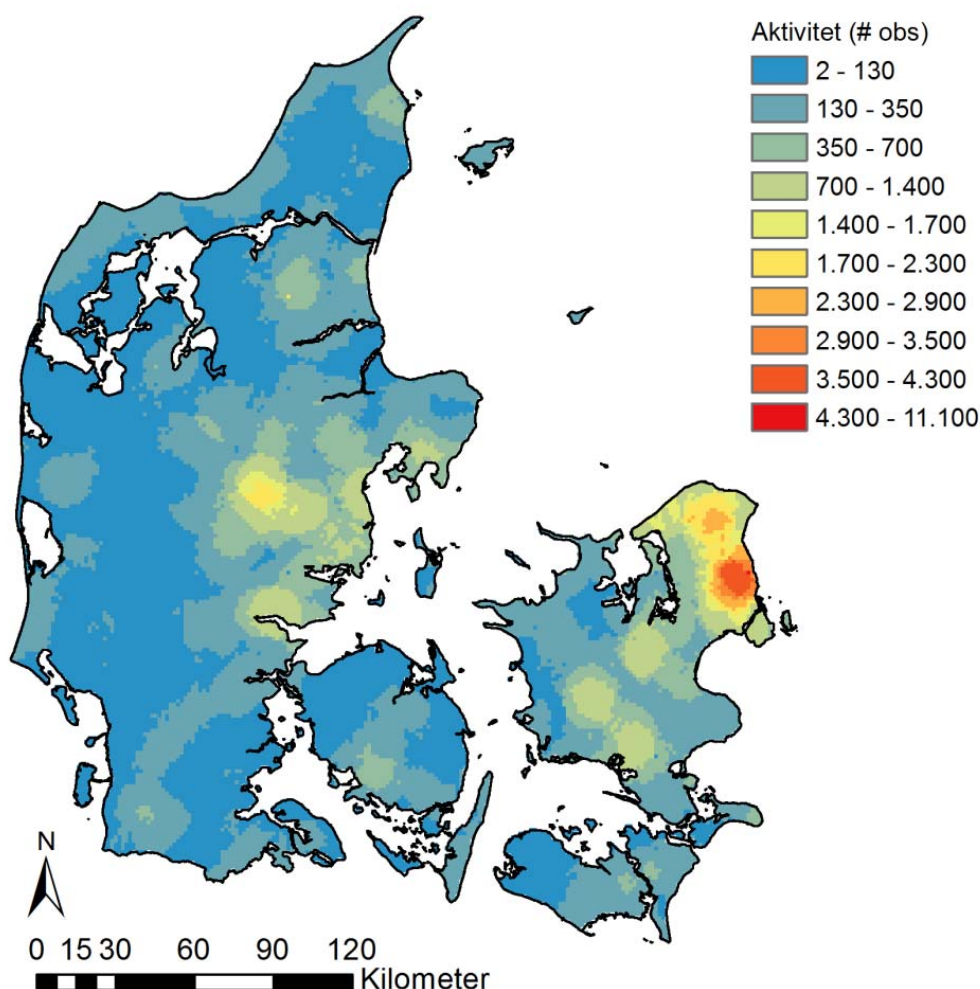 Aktivitet (# obs)
2 - 130
130 - 350
350 - 700
700 - 1.400
1.400 - 1.700
1.700 - 2.300
2.300 - 2.900
2.900 - 3.500
3.500 - 4.300
4.300 - 11.100
N
0 15 30 60 90 120
Kilometer